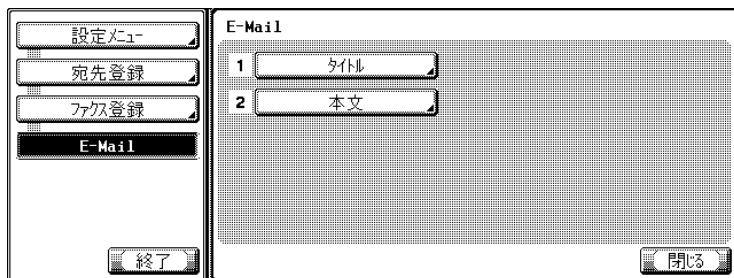 設定ﾒﾆｭｰ
宛先登録
ﾌｧｸｽ登録
E-Mail
終了
E-Mail
1 ﾀｲﾄﾙ
2 本文
閉じる